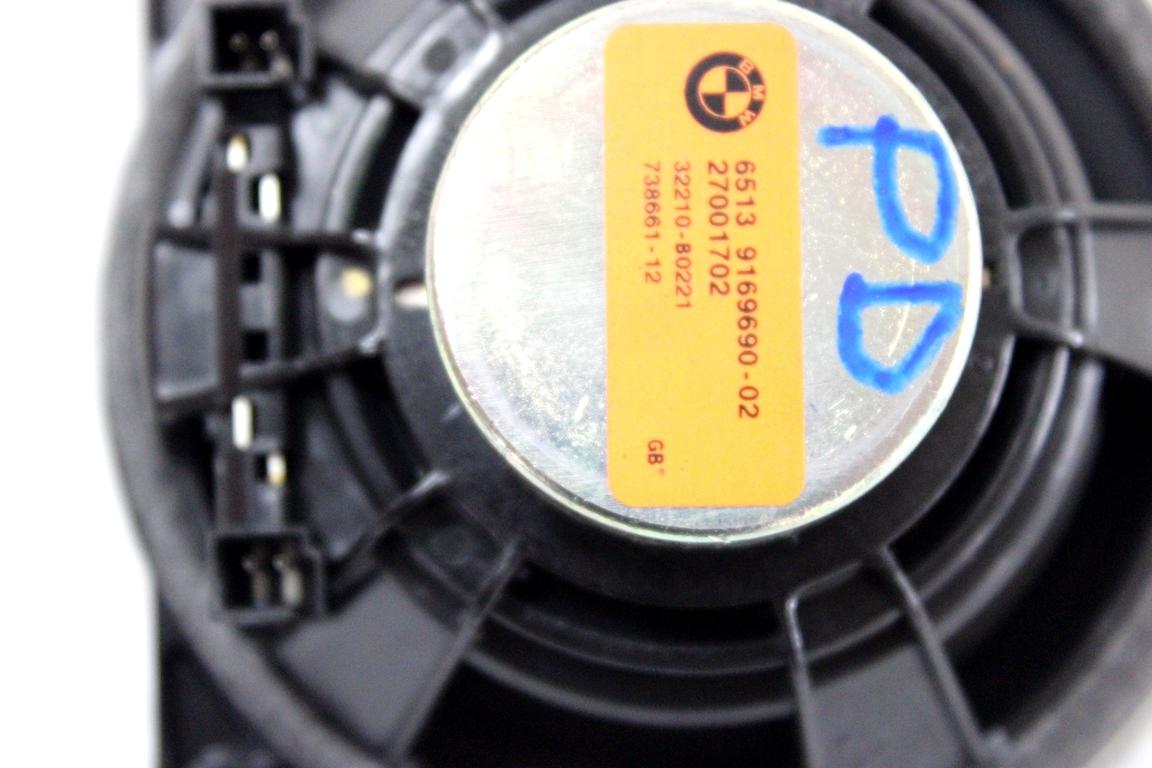 BMW
6513 9169690-02
27001702
32210-80221
738661-12
GB"
PD